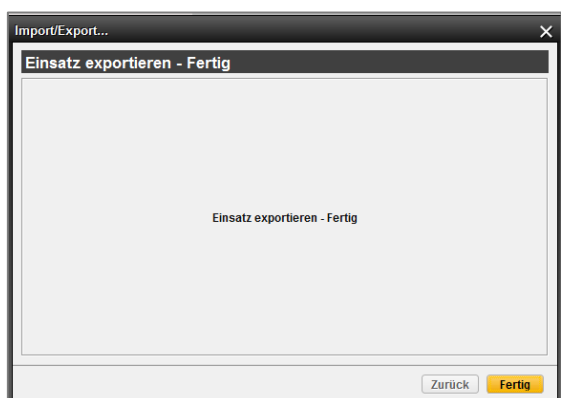 Import/Export...
Einsatz exportieren - Fertig
Einsatz exportieren - Fertig
Zurück
Fertig